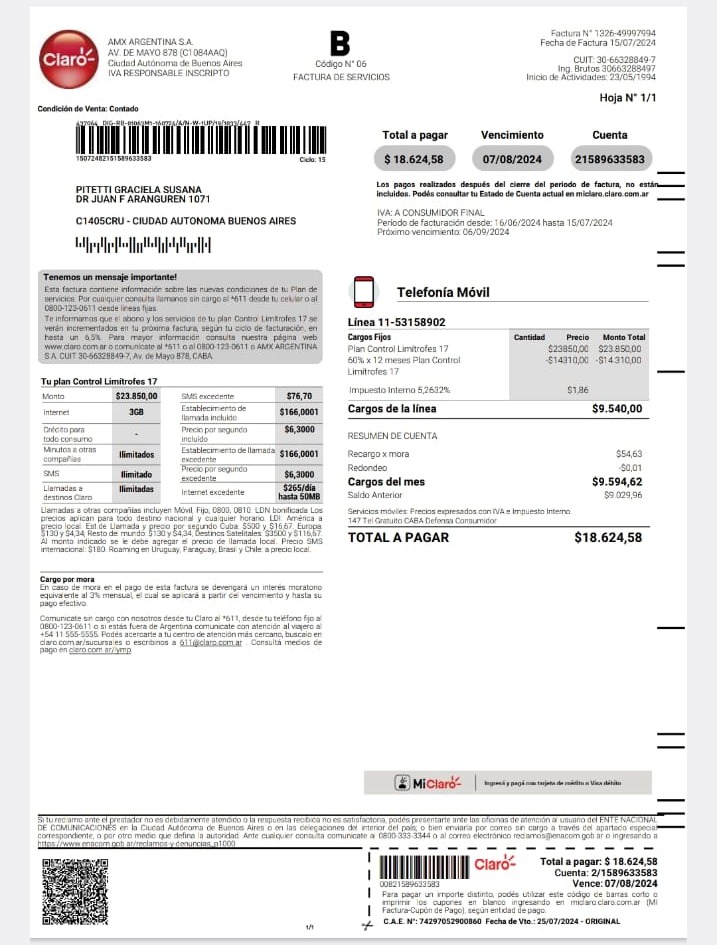 Claro
AMX ARGENTINA S.A.
AV. DE MAYO 878 (C1084AAQ)
Ciudad Autónoma de Buenos Aires
IVA RESPONSABLE INSCRIPTO
B
Código N° 06
FACTURA DE SERVICIOS
Factura N° 1326-49997994
Fecha de Factura 15/07/2024
CUIT: 30-66328849-7
Ing. Brutos 30663288497
Inicio de Actividades: 23/05/1994
Hoja N° 1/1
Condición de Venta: Contado
15072482151589633583
Ciclo: 15
Total a pagar
Vencimiento
Cuenta
$ 18.624,58
07/08/2024
21589633583
Los pagos realizados después del cierre del periodo de factura, no están
incluidos. Podés consultar tu Estado de Cuenta actual en miclaro.claro.com.ar
IVA: A CONSUMIDOR FINAL
Período de facturación desde: 16/06/2024 hasta 15/07/2024
Próximo vencimiento: 06/09/2024
PITETTI GRACIELA SUSANA
DR JUAN F ARANGUREN 1071
C1405CRU - CIUDAD AUTONOMA BUENOS AIRES
Tenemos un mensaje importante!
Esta factura contiene información sobre las nuevas condiciones de tu Plan de
servicios. Por cualquier consulta llamanos sin cargo al *611 desde tu celular o al
0800-123-0611 desde líneas fijas.
Te informamos que el abono y los servicios de tu plan Control Limítrofes 17 se
verán incrementados en tu próxima factura, según tu ciclo de facturación, en
hasta un 6,5%. Para mayor información consulta nuestra página web
www.claro.com.ar o comunicate al *611 o al 0800-123-0611 o AMX ARGENTINA
S.A. CUIT 30-66328849-7, Av. de Mayo 878, CABA.
Tu plan Control Limítrofes 17
Monto $23.850,00 SMS excedente $76,70
Internet 3GB Establecimiento de llamada incluido $166,0001
Crédito para todo consumo - Precio por segundo incluido $6,3000
Minutos a otras compañías Ilimitados Establecimiento de llamada excedente $166,0001
SMS Ilimitado Precio por segundo excedente $6,3000
Llamadas a destinos Claro Ilimitadas Internet excedente $265/día hasta 50MB
Llamadas a otras compañías incluyen Móvil, Fijo, 0800, 0810. LDN bonificada Los
precios aplican para todo destino nacional y cualquier horario. LDI: América a
precio local. Est de Llamada y precio por segundo Cuba: $500 y $16,67, Europa:
$130 y $4,34, Resto de mundo: $130 y $4,34, Destinos Satelitales: $3500 y $116,67.
Al monto indicado se le debe agregar el precio de llamada local. Precio SMS
internacional: $180. Roaming en Uruguay, Paraguay, Brasil y Chile: a precio local.
Cargo por mora
En caso de mora en el pago de esta factura se devengará un interés moratorio
equivalente al 3% mensual, el cual se aplicará a partir del vencimiento y hasta su
pago efectivo.
Comunicate sin cargo con nosotros desde tu Claro al *611, desde tu teléfono fijo al
0800-123-0611 o si estás fuera de Argentina comunicate con atención al viajero al
+54 11 555-5555. Podés acercarte a tu centro de atención más cercano, buscalo en
claro.com.ar/sucursales o escribinos a 611@claro.com.ar . Consultá medios de
pago en claro.com.ar/ymp
Telefonía Móvil
Línea 11-53158902
Cargos Fijos Cantidad Precio Monto Total
Plan Control Limítrofes 17 $23850,00 $23.850,00
60% x 12 meses Plan Control -$14310,00 -$14.310,00
Limítrofes 17
Impuesto Interno 5,2632% $1,86
Cargos de la línea $9.540,00
RESUMEN DE CUENTA
Recargo x mora $54,63
Redondeo -$0,01
Cargos del mes $9.594,62
Saldo Anterior $9.029,96
Servicios móviles: Precios expresados con IVA e Impuesto Interno.
147 Tel Gratuito CABA Defensa Consumidor
TOTAL A PAGAR $18.624,58
MiClaro
Ingresá y pagá con tarjeta de crédito o Visa débito
Si tu reclamo ante el prestador no es debidamente atendido o la respuesta recibida no es satisfactoria, podés presentarte ante las oficinas de atención al usuario del ENTE NACIONAL
DE COMUNICACIONES en la Ciudad Autónoma de Buenos Aires o en las delegaciones del interior del país; o bien enviarla por correo sin cargo a través del apartado especial
correspondiente, o por otro medio que defina la autoridad. Ante cualquier consulta comunicate al 0800-333-3344 o al correo electrónico reclamos@enacom.gob.ar o ingresando a
https://www.enacom.gob.ar/reclamos-y-denuncias_p1000.
00821589633583
Claro
Total a pagar: $ 18.624,58
Cuenta: 2/1589633583
Vence: 07/08/2024
Para pagar un importe distinto, podés utilizar este código de barras corto o
imprimir los cupones en blanco ingresando en miclaro.claro.com.ar (Mi
Factura-Cupón de Pago), según entidad de pago.
C.A.E. N°: 74297052900860 Fecha de Vto.: 25/07/2024 - ORIGINAL
1/1